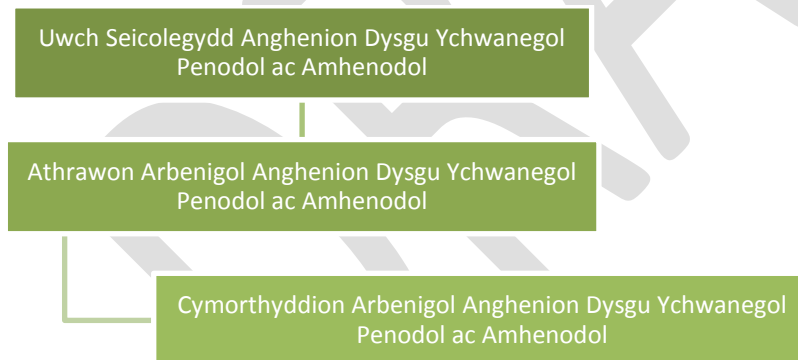 Uwch Seicolegydd Anghenion Dysgu Ychwanegol
Penodol ac Amhenodol
Athrawon Arbenigol Anghenion Dysgu Ychwanegol
Penodol ac Amhenodol
Cymorthyddion Arbenigol Anghenion Dysgu Ychwanegol
Penodol ac Amhenodol